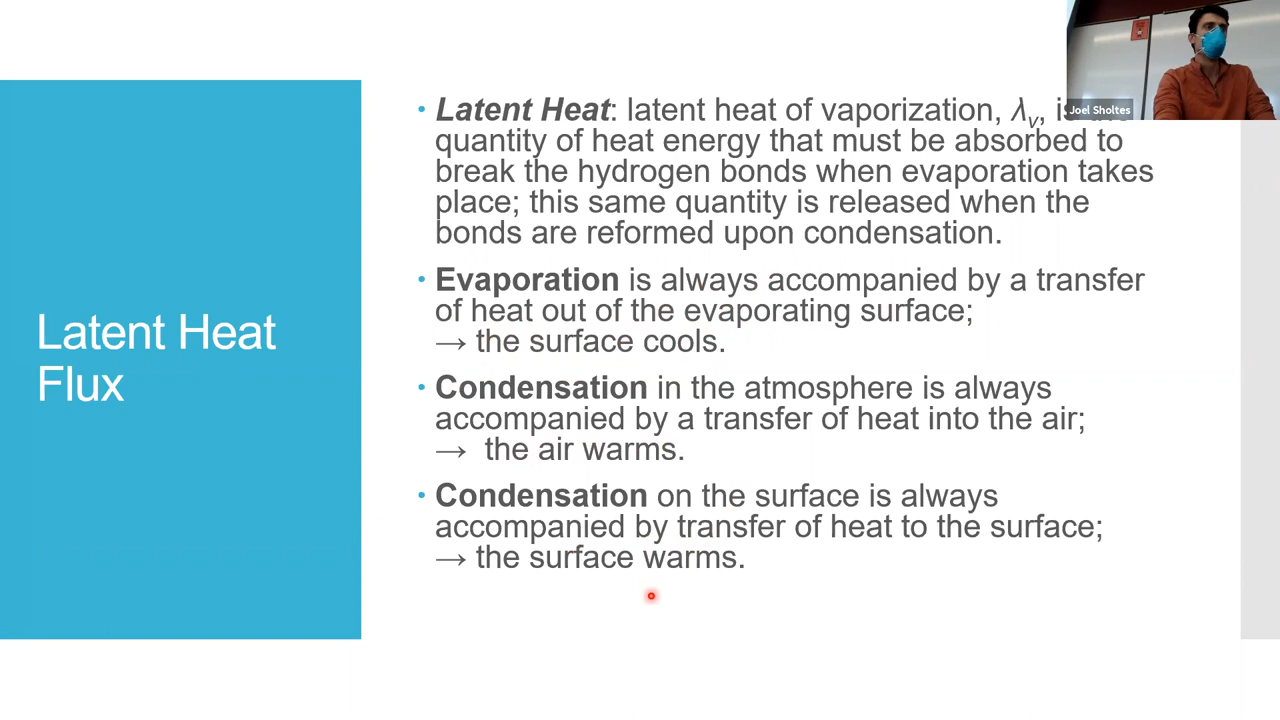 Joel Sholtes
Latent Heat
Flux
• Latent Heat: latent heat of vaporization, λv, is the
quantity of heat energy that must be absorbed to
break the hydrogen bonds when evaporation takes
place; this same quantity is released when the
bonds are reformed upon condensation.
• Evaporation is always accompanied by a transfer
of heat out of the evaporating surface;
→ the surface cools.
• Condensation in the atmosphere is always
accompanied by a transfer of heat into the air;
→ the air warms.
• Condensation on the surface is always
accompanied by transfer of heat to the surface;
→ the surface warms.